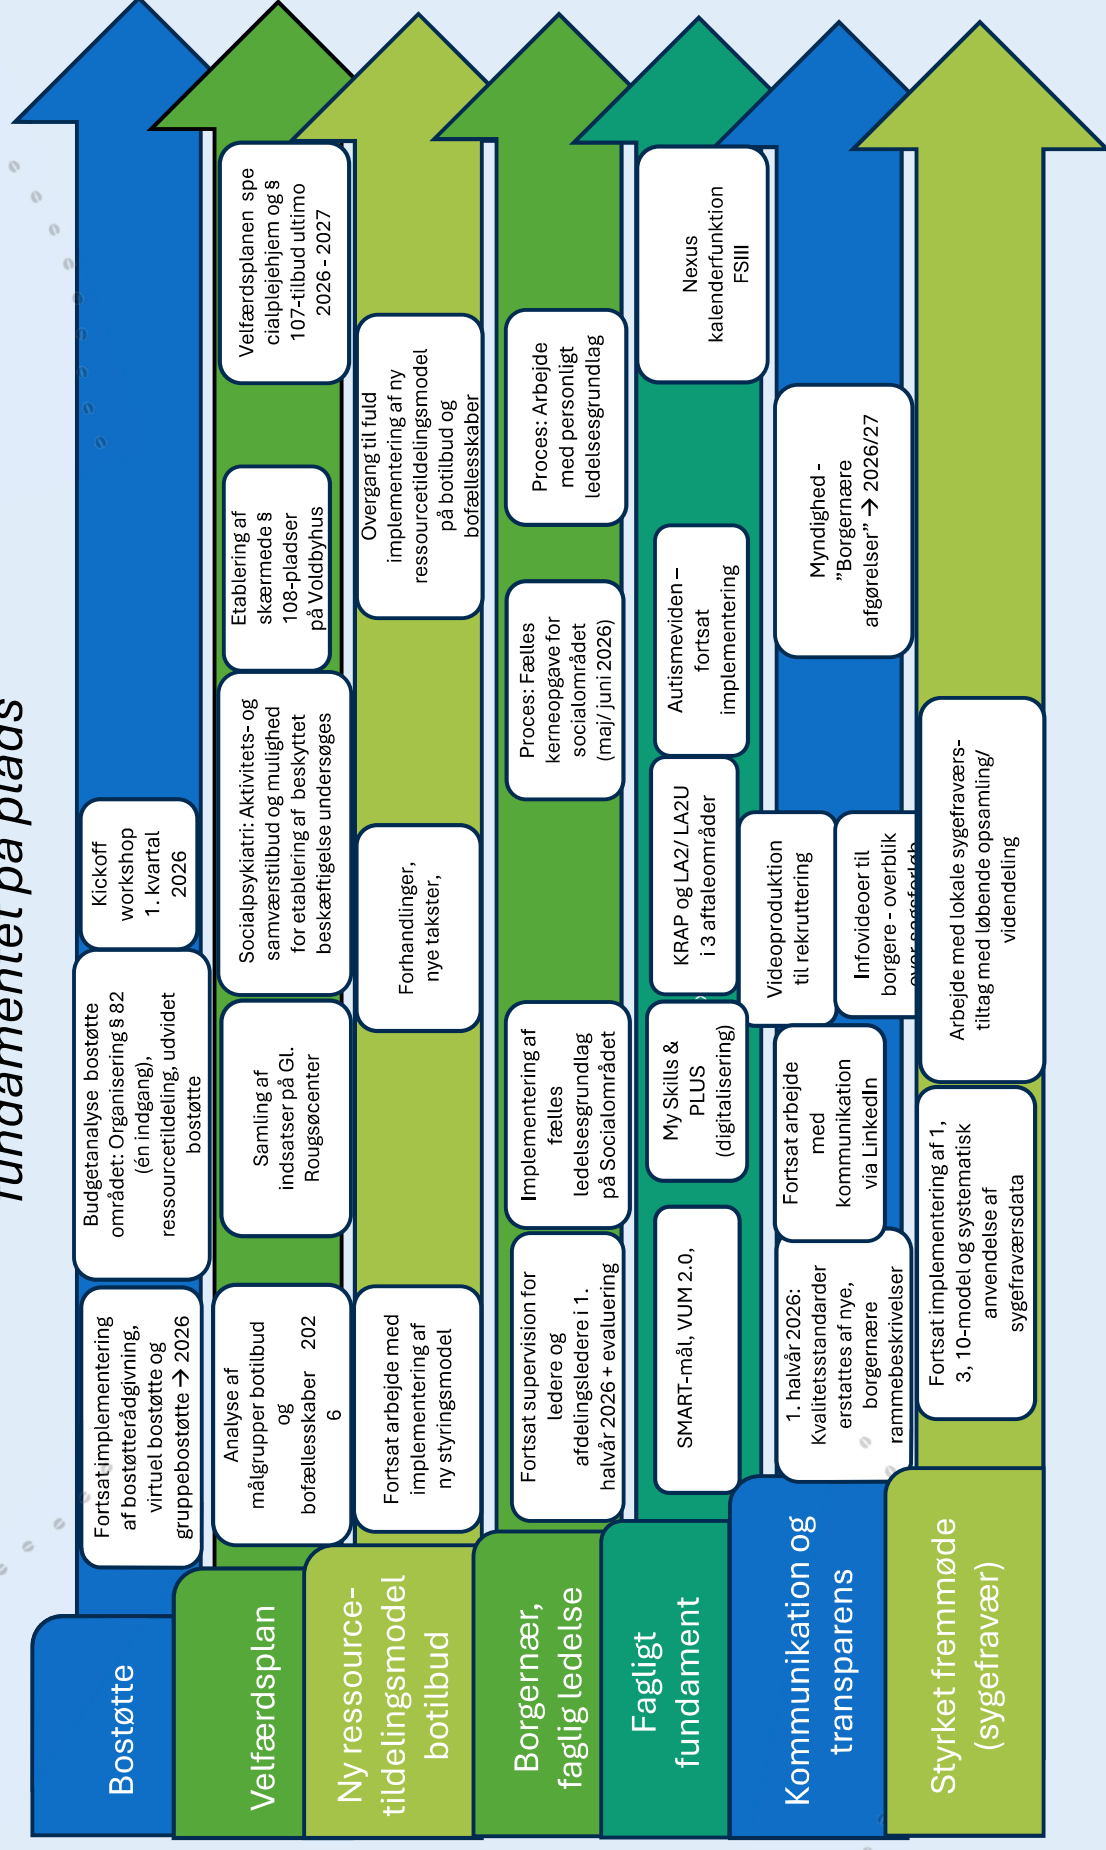 fundamentet på plads
Bostøtte
Fortsat implementering
af bostøtterådgivning,
virtuel bostøtte og
gruppebostøtte → 2026
Budgetanalyse bostøtte
området: Organisering § 82
(én indgang),
ressourcetildeling, udvidet
bostøtte
Kickoff
workshop
1. kvartal
2026
Velfærdsplan
Analyse af
målgrupper botilbud
og
bofællesskaber 202
6
Samling af
indsatser på Gl.
Rougsøcenter
Socialpsykiatri: Aktivitets- og
samværstilbud og mulighed
for etablering af beskyttet
beskæftigelse undersøges
Etablering af
skærmede §
108-pladser
på Voldbyhus
Velfærdsplanen spe
cialplejehjem og §
107-tilbud ultimo
2026 - 2027
Ny ressource-
tildelingsmodel
botilbud
Fortsat arbejde med
implementering af
ny styringsmodel
Forhandlinger,
nye takster,
Overgang til fuld
implementering af ny
ressourcetidelingsmodel
på botilbud og
bofællesskaber
Borgernær,
faglig ledelse
Fortsat supervision for
ledere og
afdelingsledere i 1.
halvår 2026 + evaluering
Implementering af
fælles
ledelsesgrundlag
på Socialområdet
Proces: Fælles
kerneopgave for
socialområdet
(maj/ juni 2026)
Proces: Arbejde
med personligt
ledelsesgrundlag
Fagligt
fundament
SMART-mål, VUM 2.0,
My Skills &
PLUS
(digitalisering)
KRAP og LA2/ LA2U
i 3 aftaleområder
Autismeviden –
fortsat
implementering
Nexus
kalenderfunktion
FSIII
Kommunikation og
transparens
1. halvår 2026:
Kvalitetsstandarder
erstattes af nye,
borgernære
rammebeskrivelser
Fortsat arbejde
med
kommunikation
via LinkedIn
Videoproduktion
til rekruttering
Infovideoer til
borgere - overblik
over sagsforløb
Myndighed -
”Borgernære
afgørelser” → 2026/27
Styrket fremmøde
(sygefravær)
Fortsat implementering af 1,
3, 10-model og systematisk
anvendelse af
sygefraværsdata
Arbejde med lokale sygefraværs-
tiltag med løbende opsamling/
videndeling